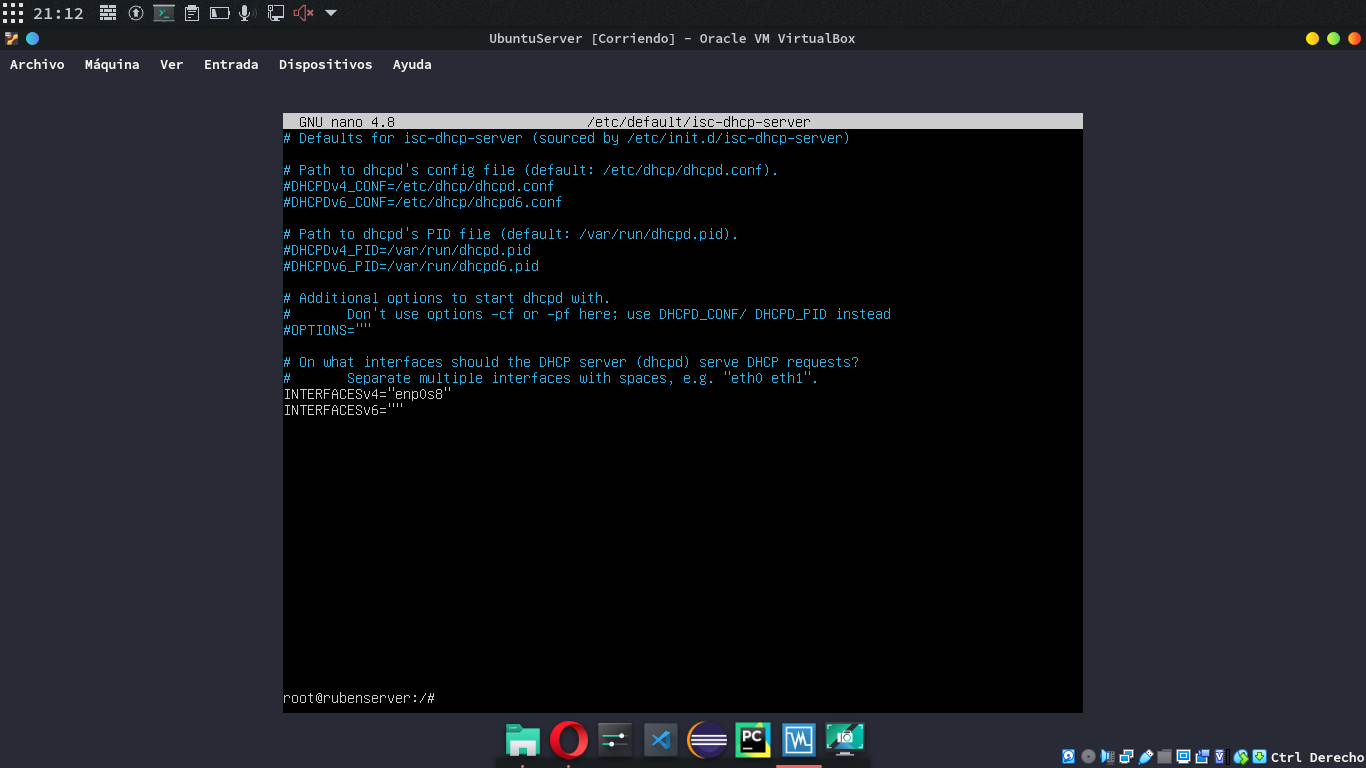 21:12
UbuntuServer [Corriendo] - Oracle VM VirtualBox
Archivo Máquina Ver Entrada Dispositivos Ayuda
GNU nano 4.8 /etc/default/isc-dhcp-server
# Defaults for isc-dhcp-server (sourced by /etc/init.d/isc-dhcp-server)
# Path to dhcpd's config file (default: /etc/dhcp/dhcpd.conf).
#DHCPDv4_CONF=/etc/dhcp/dhcpd.conf
#DHCPDv6_CONF=/etc/dhcp/dhcpd6.conf
# Path to dhcpd's PID file (default: /var/run/dhcpd.pid).
#DHCPDv4_PID=/var/run/dhcpd.pid
#DHCPDv6_PID=/var/run/dhcpd6.pid
# Additional options to start dhcpd with.
#       Don't use options -cf or -pf here; use DHCPD_CONF/ DHCPD_PID instead
#OPTIONS=""
# On what interfaces should the DHCP server (dhcpd) serve DHCP requests?
#       Separate multiple interfaces with spaces, e.g. "eth0 eth1".
INTERFACESv4="enp0s8"
INTERFACESv6=""
root@rubenserver:/#
PC
Ctrl Derecho